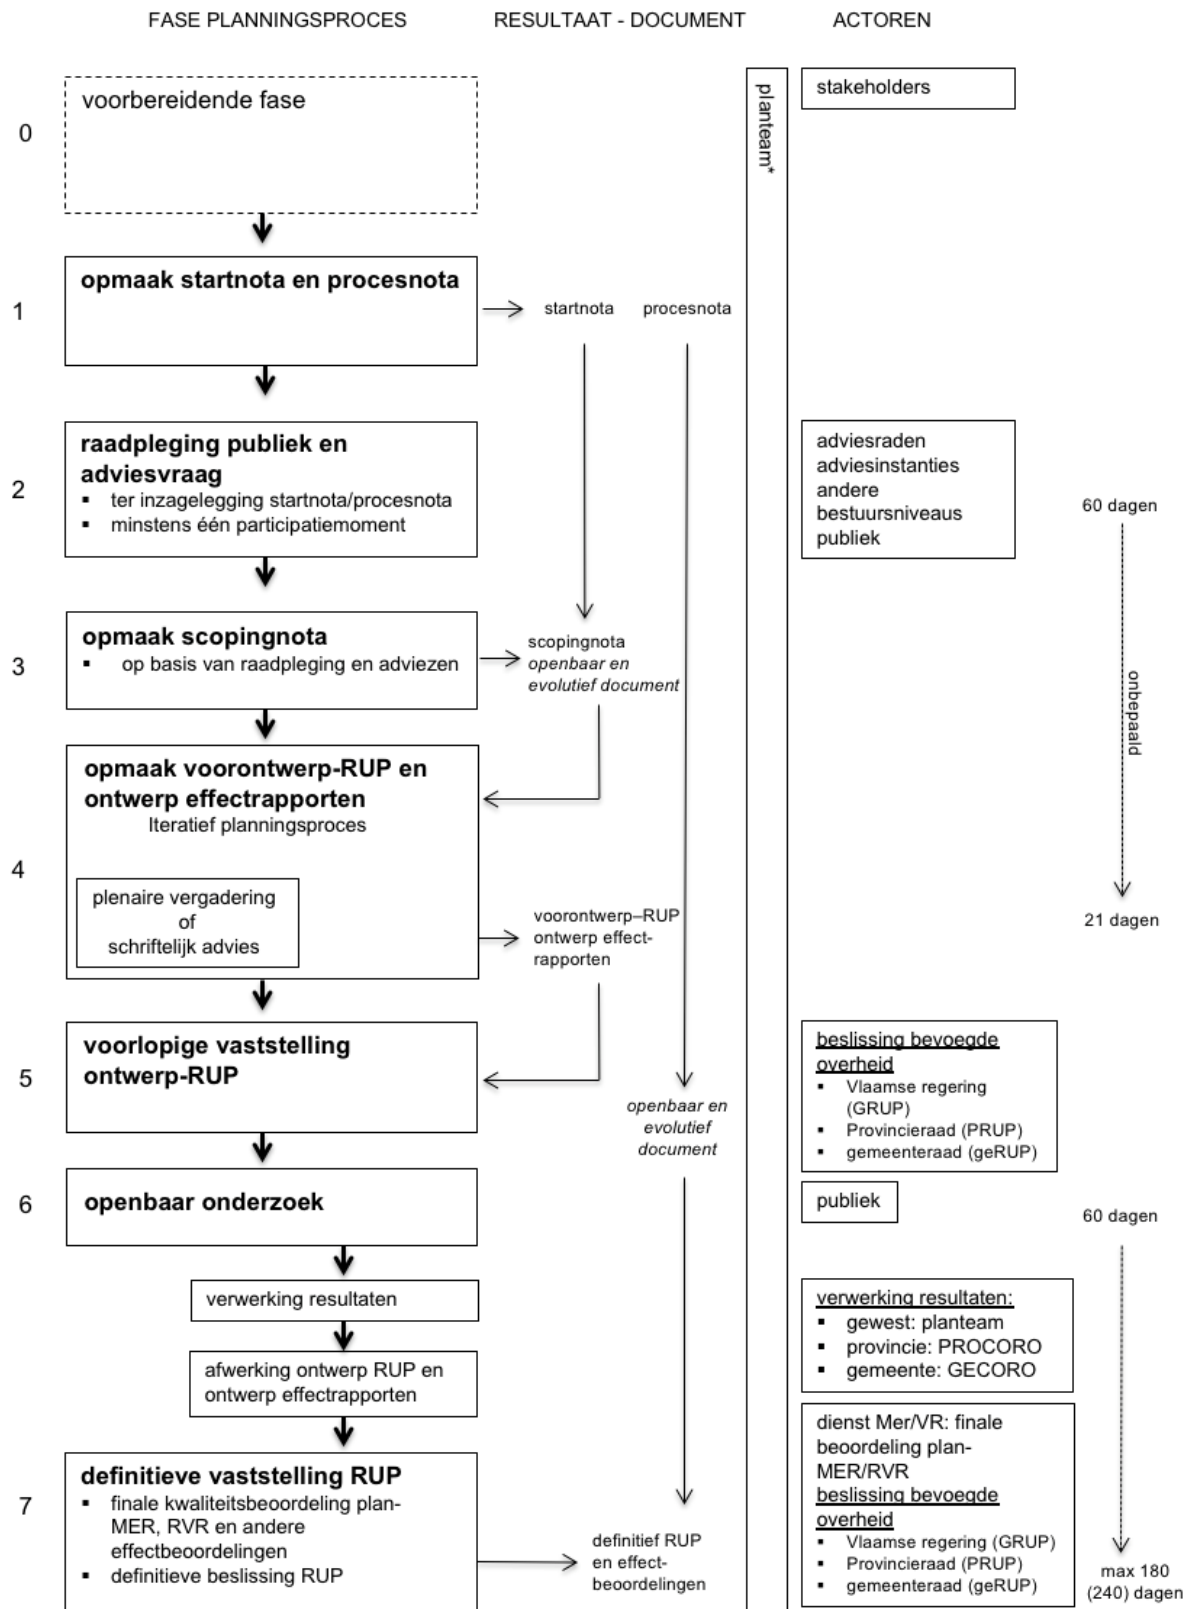 FASE PLANNINGSPROCES
RESULTAAT - DOCUMENT
ACTOREN
0
voorbereidende fase
planteam*
stakeholders
1
opmaak startnota en procesnota
startnota
procesnota
2
raadpleging publiek en
adviesvraag
▪ ter inzagelegging startnota/procesnota
▪ minstens één participatiemoment
adviesraden
adviesinstanties
andere
bestuursniveaus
publiek
60 dagen
3
opmaak scopingnota
▪ op basis van raadpleging en adviezen
scopingnota
openbaar en
evolutief document
onbepaald
4
opmaak voorontwerp-RUP en
ontwerp effectrapporten
Iteratief planningsproces
plenaire vergadering
of
schriftelijk advies
voorontwerp–RUP
ontwerp effect-
rapporten
21 dagen
5
voorlopige vaststelling
ontwerp-RUP
openbaar en
evolutief
document
beslissing bevoegde
overheid
▪ Vlaamse regering
(GRUP)
▪ Provincieraad (PRUP)
▪ gemeenteraad (geRUP)
6
openbaar onderzoek
publiek
60 dagen
verwerking resultaten
verwerking resultaten:
▪ gewest: planteam
▪ provincie: PROCORO
▪ gemeente: GECORO
afwerking ontwerp RUP en
ontwerp effectrapporten
7
definitieve vaststelling RUP
▪ finale kwaliteitsbeoordeling plan-
MER, RVR en andere
effectbeoordelingen
▪ definitieve beslissing RUP
definitief RUP
en effect-
beoordelingen
dienst Mer/VR: finale
beoordeling plan-
MER/RVR
beslissing bevoegde
overheid
▪ Vlaamse regering (GRUP)
▪ Provincieraad (PRUP)
▪ gemeenteraad (geRUP)
max 180
(240) dagen